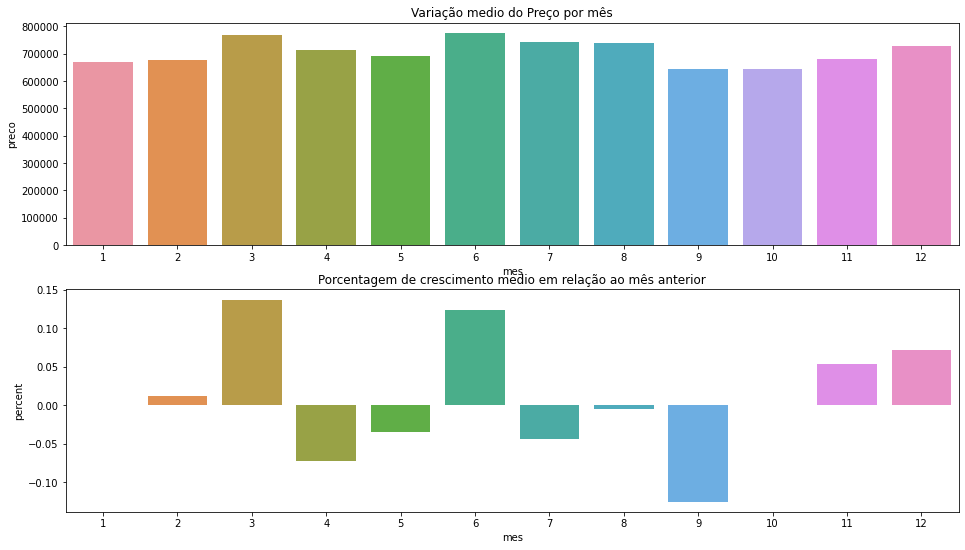 Variação medio do Preço por mês
800000
700000
600000
500000
400000
300000
200000
100000
0
preco
1 2 3 4 5 6 7 8 9 10 11 12
mes
Porcentagem de crescimento medio em relação ao mês anterior
0.15
0.10
0.05
0.00
−0.05
−0.10
percent
1 2 3 4 5 6 7 8 9 10 11 12
mes